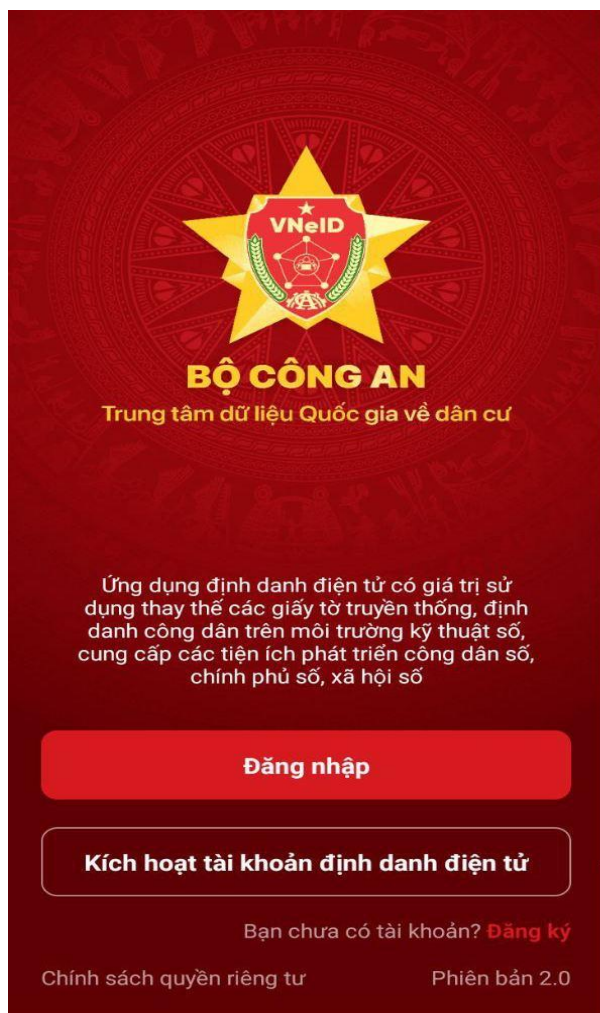 VNeID
BỘ CÔNG AN
Trung tâm dữ liệu Quốc gia về dân cư
Ứng dụng định danh điện tử có giá trị sử
dụng thay thế các giấy tờ truyền thống, định
danh công dân trên môi trường kỹ thuật số,
cung cấp các tiện ích phát triển công dân số,
chính phủ số, xã hội số
Đăng nhập
Kích hoạt tài khoản định danh điện tử
Bạn chưa có tài khoản? Đăng ký
Chính sách quyền riêng tư Phiên bản 2.0